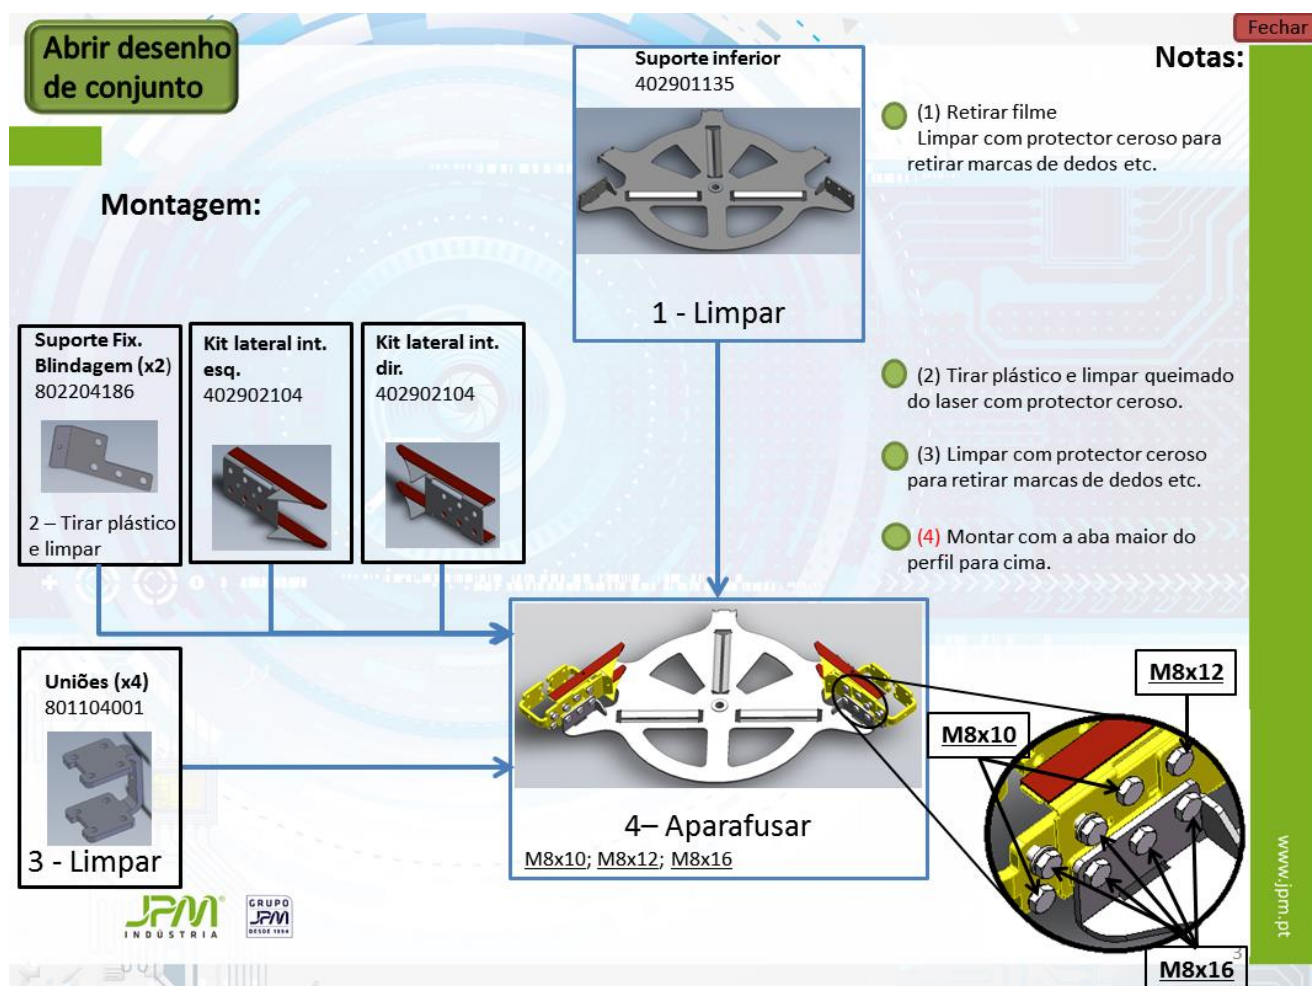 Abrir desenho
de conjunto
Fechar
Notas:
Suporte inferior
402901135
1 - Limpar
(1) Retirar filme
Limpar com protector ceroso para
retirar marcas de dedos etc.
Montagem:
Suporte Fix.
Blindagem (x2)
802204186
2 – Tirar plástico
e limpar
Kit lateral int.
esq.
402902104
Kit lateral int.
dir.
402902104
(2) Tirar plástico e limpar queimado
do laser com protector ceroso.
(3) Limpar com protector ceroso
para retirar marcas de dedos etc.
(4) Montar com a aba maior do
perfil para cima.
Uniões (x4)
801104001
3 - Limpar
4– Aparafusar
M8x10; M8x12; M8x16
M8x12
M8x10
M8x16
3
www.jpm.pt
JPM®
INDÚSTRIA
GRUPO
JPM
DESDE 1994